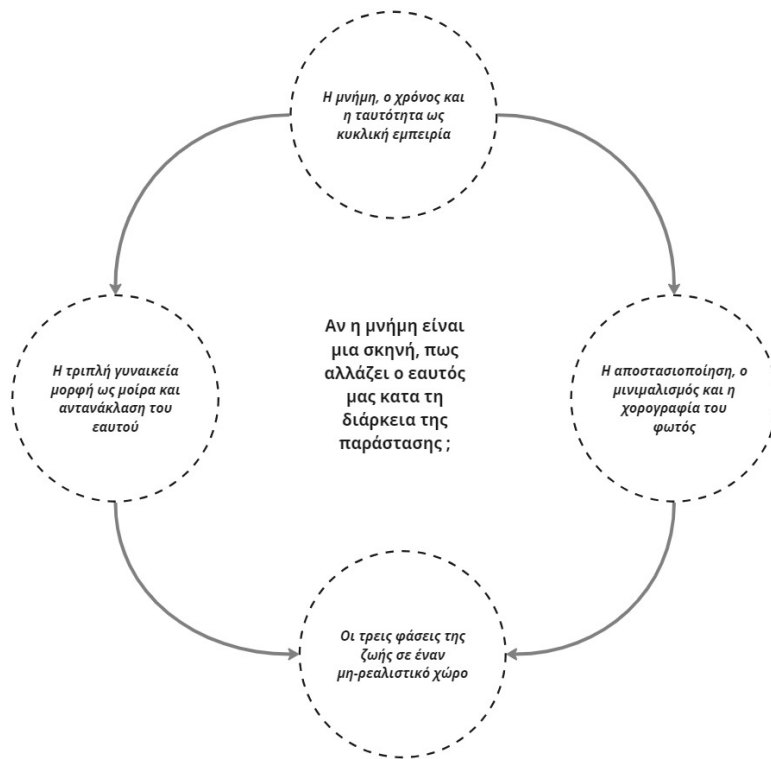 Η μνήμη, ο χρόνος και
η ταυτότητα ως
κυκλική εμπειρία
Η τριπλή γυναικεία
μορφή ως μοίρα και
αντανάκλαση του
εαυτού
Αν η μνήμη είναι
μια σκηνή, πως
αλλάζει ο εαυτός
μας κατα τη
διάρκεια της
παράστασης ;
Η αποστασιοποίηση, ο
μινιμαλισμός και η
χορογραφία του
φωτός
Οι τρεις φάσεις της
ζωής σε έναν
μη-ρεαλιστικό χώρο